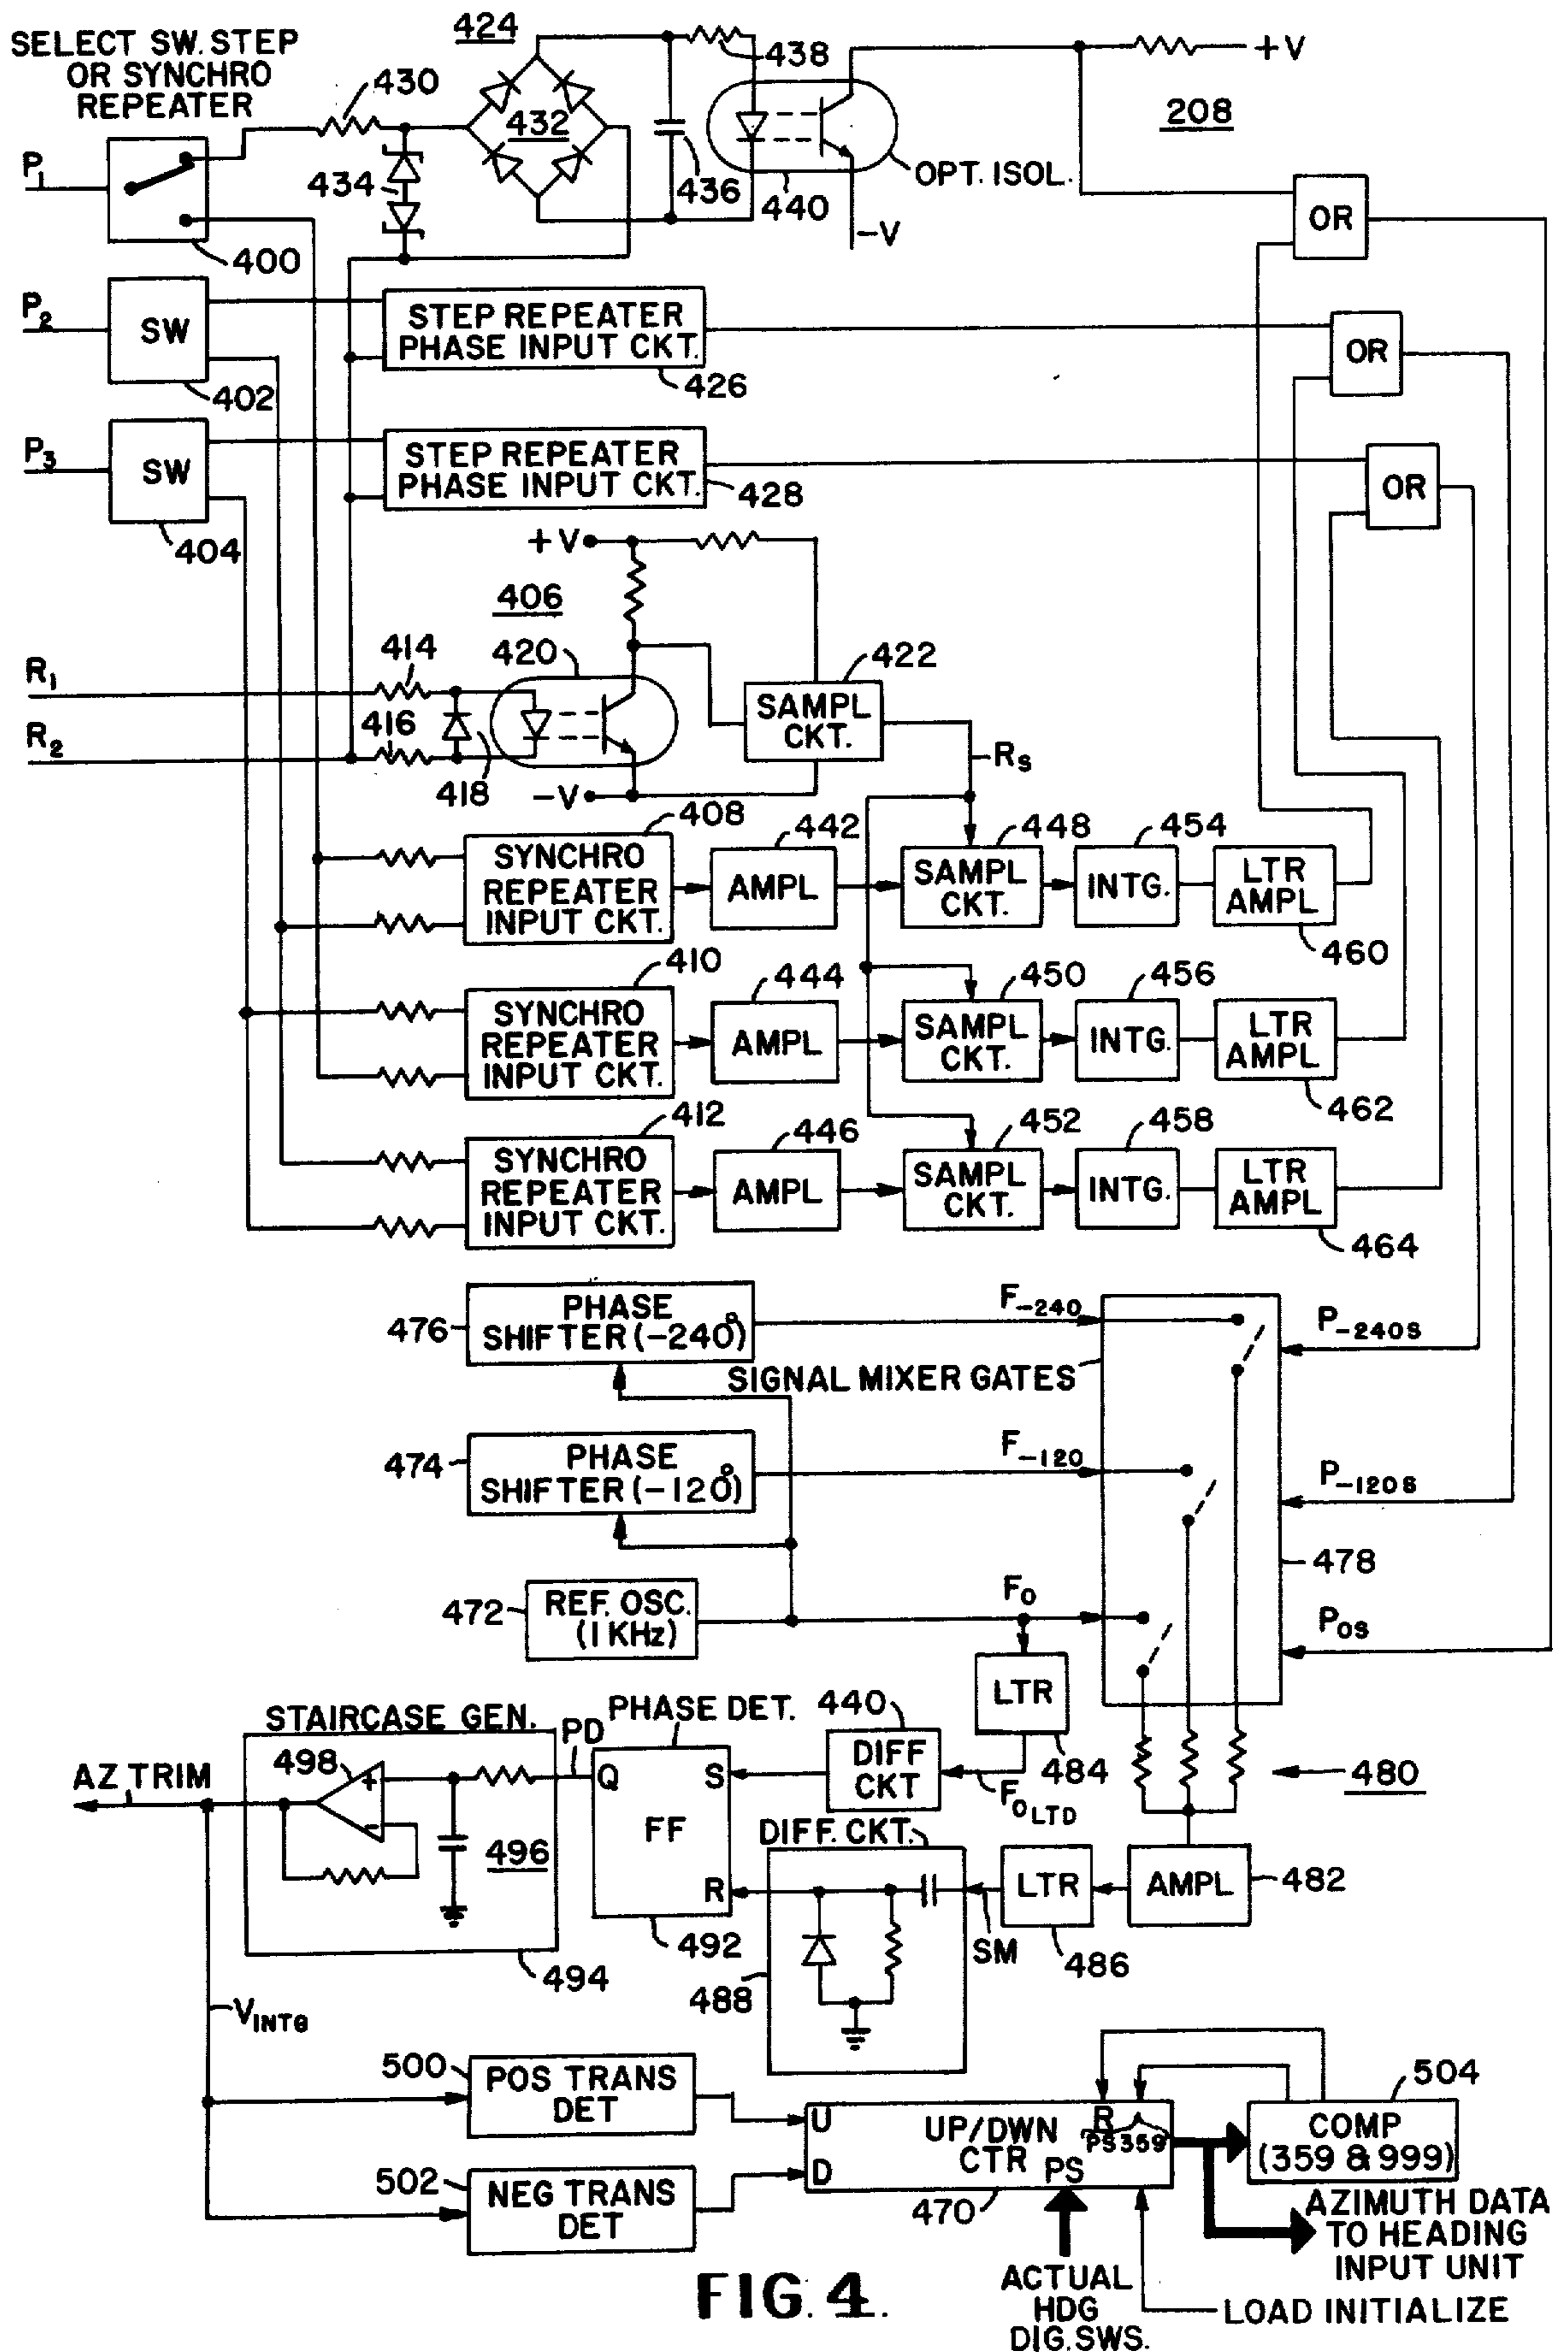 424
SELECT SW. STEP
OR SYNCHRO
REPEATER
430
432
434
436
438
440
OPT. ISOL.
+V
-V
208
P1
400
OR
P2
SW
402
STEP REPEATER
PHASE INPUT CKT.
426
OR
P3
SW
404
STEP REPEATER
PHASE INPUT CKT.
428
OR
+V
406
R1
414
420
422
SAMPL
CKT.
R2
416
418
-V
RS
408
SYNCHRO
REPEATER
INPUT CKT.
442
AMPL
448
SAMPL
CKT.
454
INTG.
LTR
AMPL
460
410
SYNCHRO
REPEATER
INPUT CKT.
444
AMPL
450
SAMPL
CKT.
456
INTG.
LTR
AMPL
462
412
SYNCHRO
REPEATER
INPUT CKT.
446
AMPL
452
SAMPL
CKT.
458
INTG.
LTR
AMPL
464
476
PHASE
SHIFTER (-240°)
F-240
P-240S
SIGNAL MIXER GATES
474
PHASE
SHIFTER (-120°)
F-120
P-120S
478
472
REF. OSC.
(1 KHz)
F0
P0S
LTR
484
STAIRCASE GEN.
PD
PHASE DET.
440
DIFF
CKT
F0LTD
480
AZ TRIM
498
+
-
496
494
Q
S
FF
R
492
DIFF. CKT.
488
SM
LTR
486
AMPL
482
VINTG
500
POS TRANS
DET
502
NEG TRANS
DET
U
D
UP/DWN
CTR
R
PS359
PS
470
504
COMP
(359 & 999)
AZIMUTH DATA
TO HEADING
INPUT UNIT
ACTUAL
HDG
DIG. SWS.
LOAD INITIALIZE
FIG. 4.